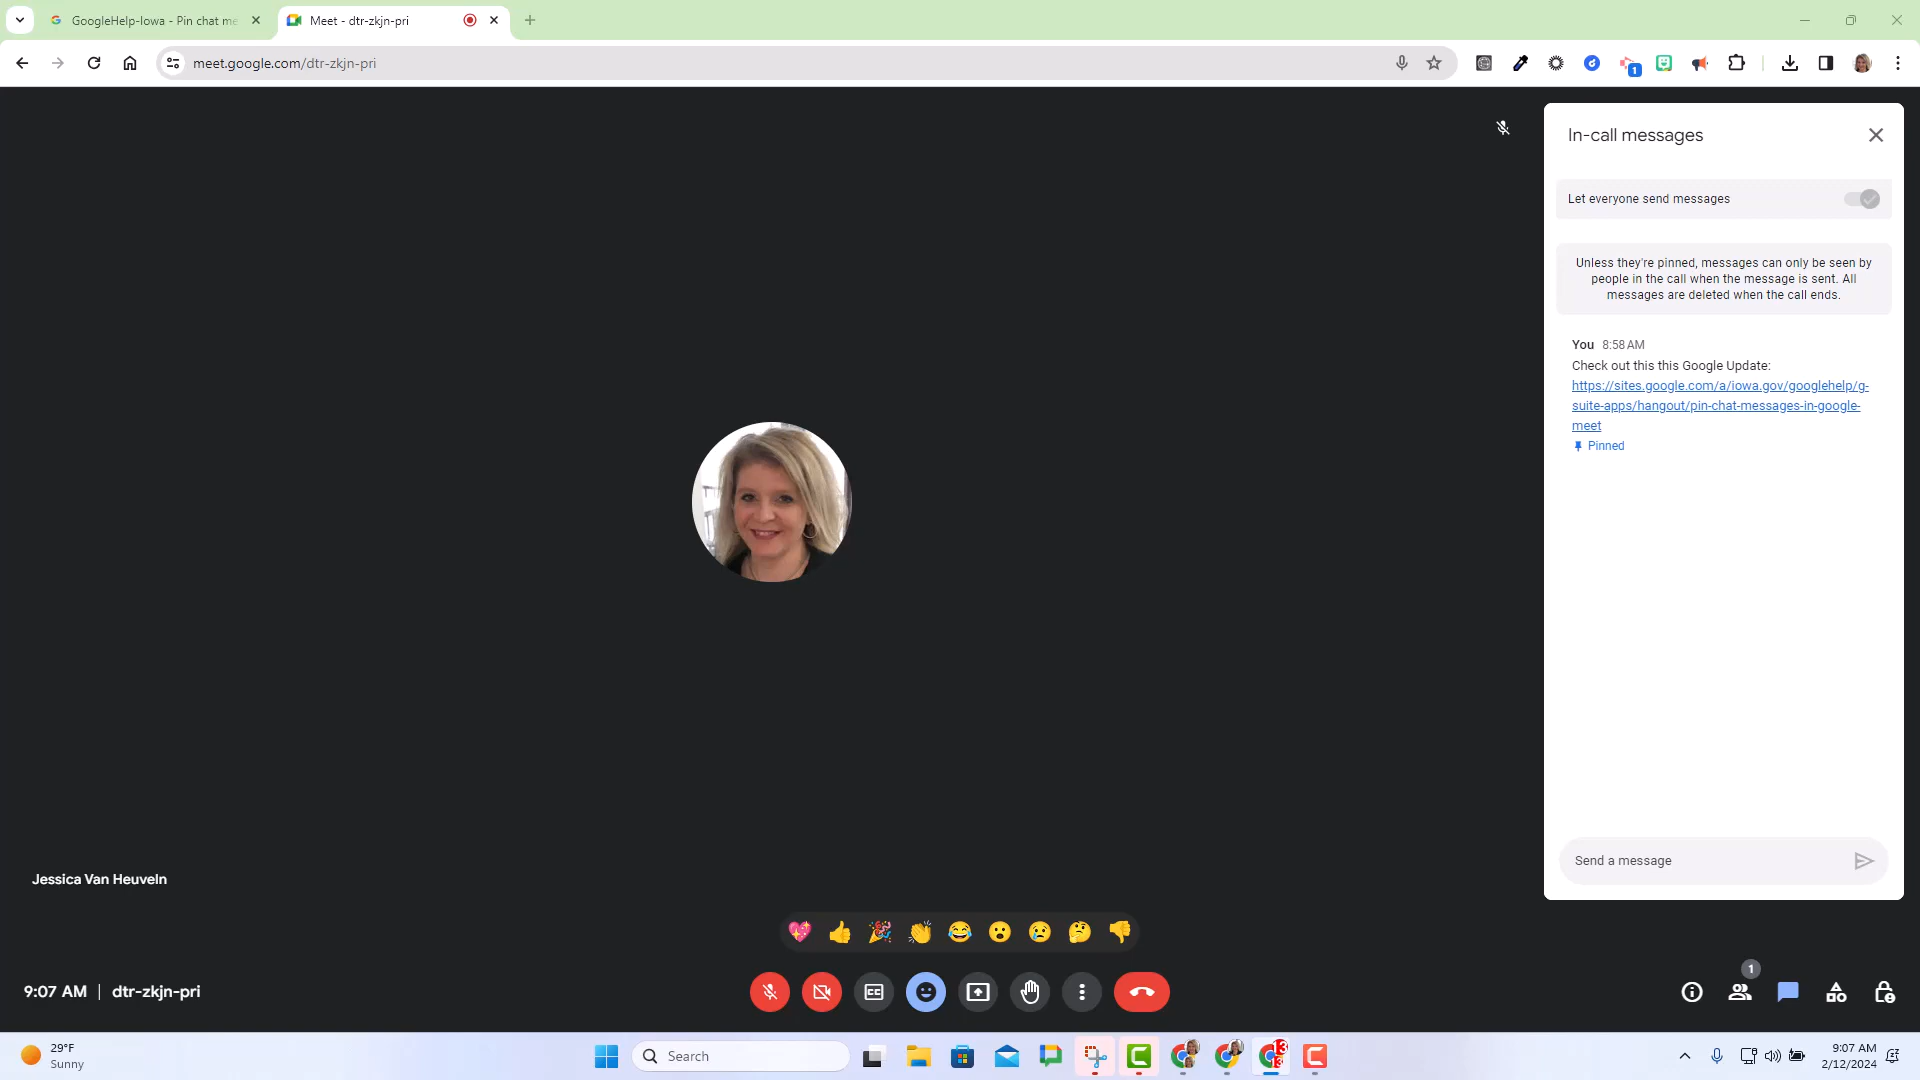 GoogleHelp-Iowa - Pin chat me
Meet - dtr-zkjn-pri
meet.google.com/dtr-zkjn-pri
1
In-call messages
Let everyone send messages
Unless they're pinned, messages can only be seen by
people in the call when the message is sent. All
messages are deleted when the call ends.
You 8:58 AM
Check out this this Google Update:
https://sites.google.com/a/iowa.gov/googlehelp/g-
suite-apps/hangout/pin-chat-messages-in-google-
meet
Pinned
Send a message
Jessica Van Heuveln
9:07 AM | dtr-zkjn-pri
CC
1
29°F
Sunny
Search
9:07 AM
2/12/2024